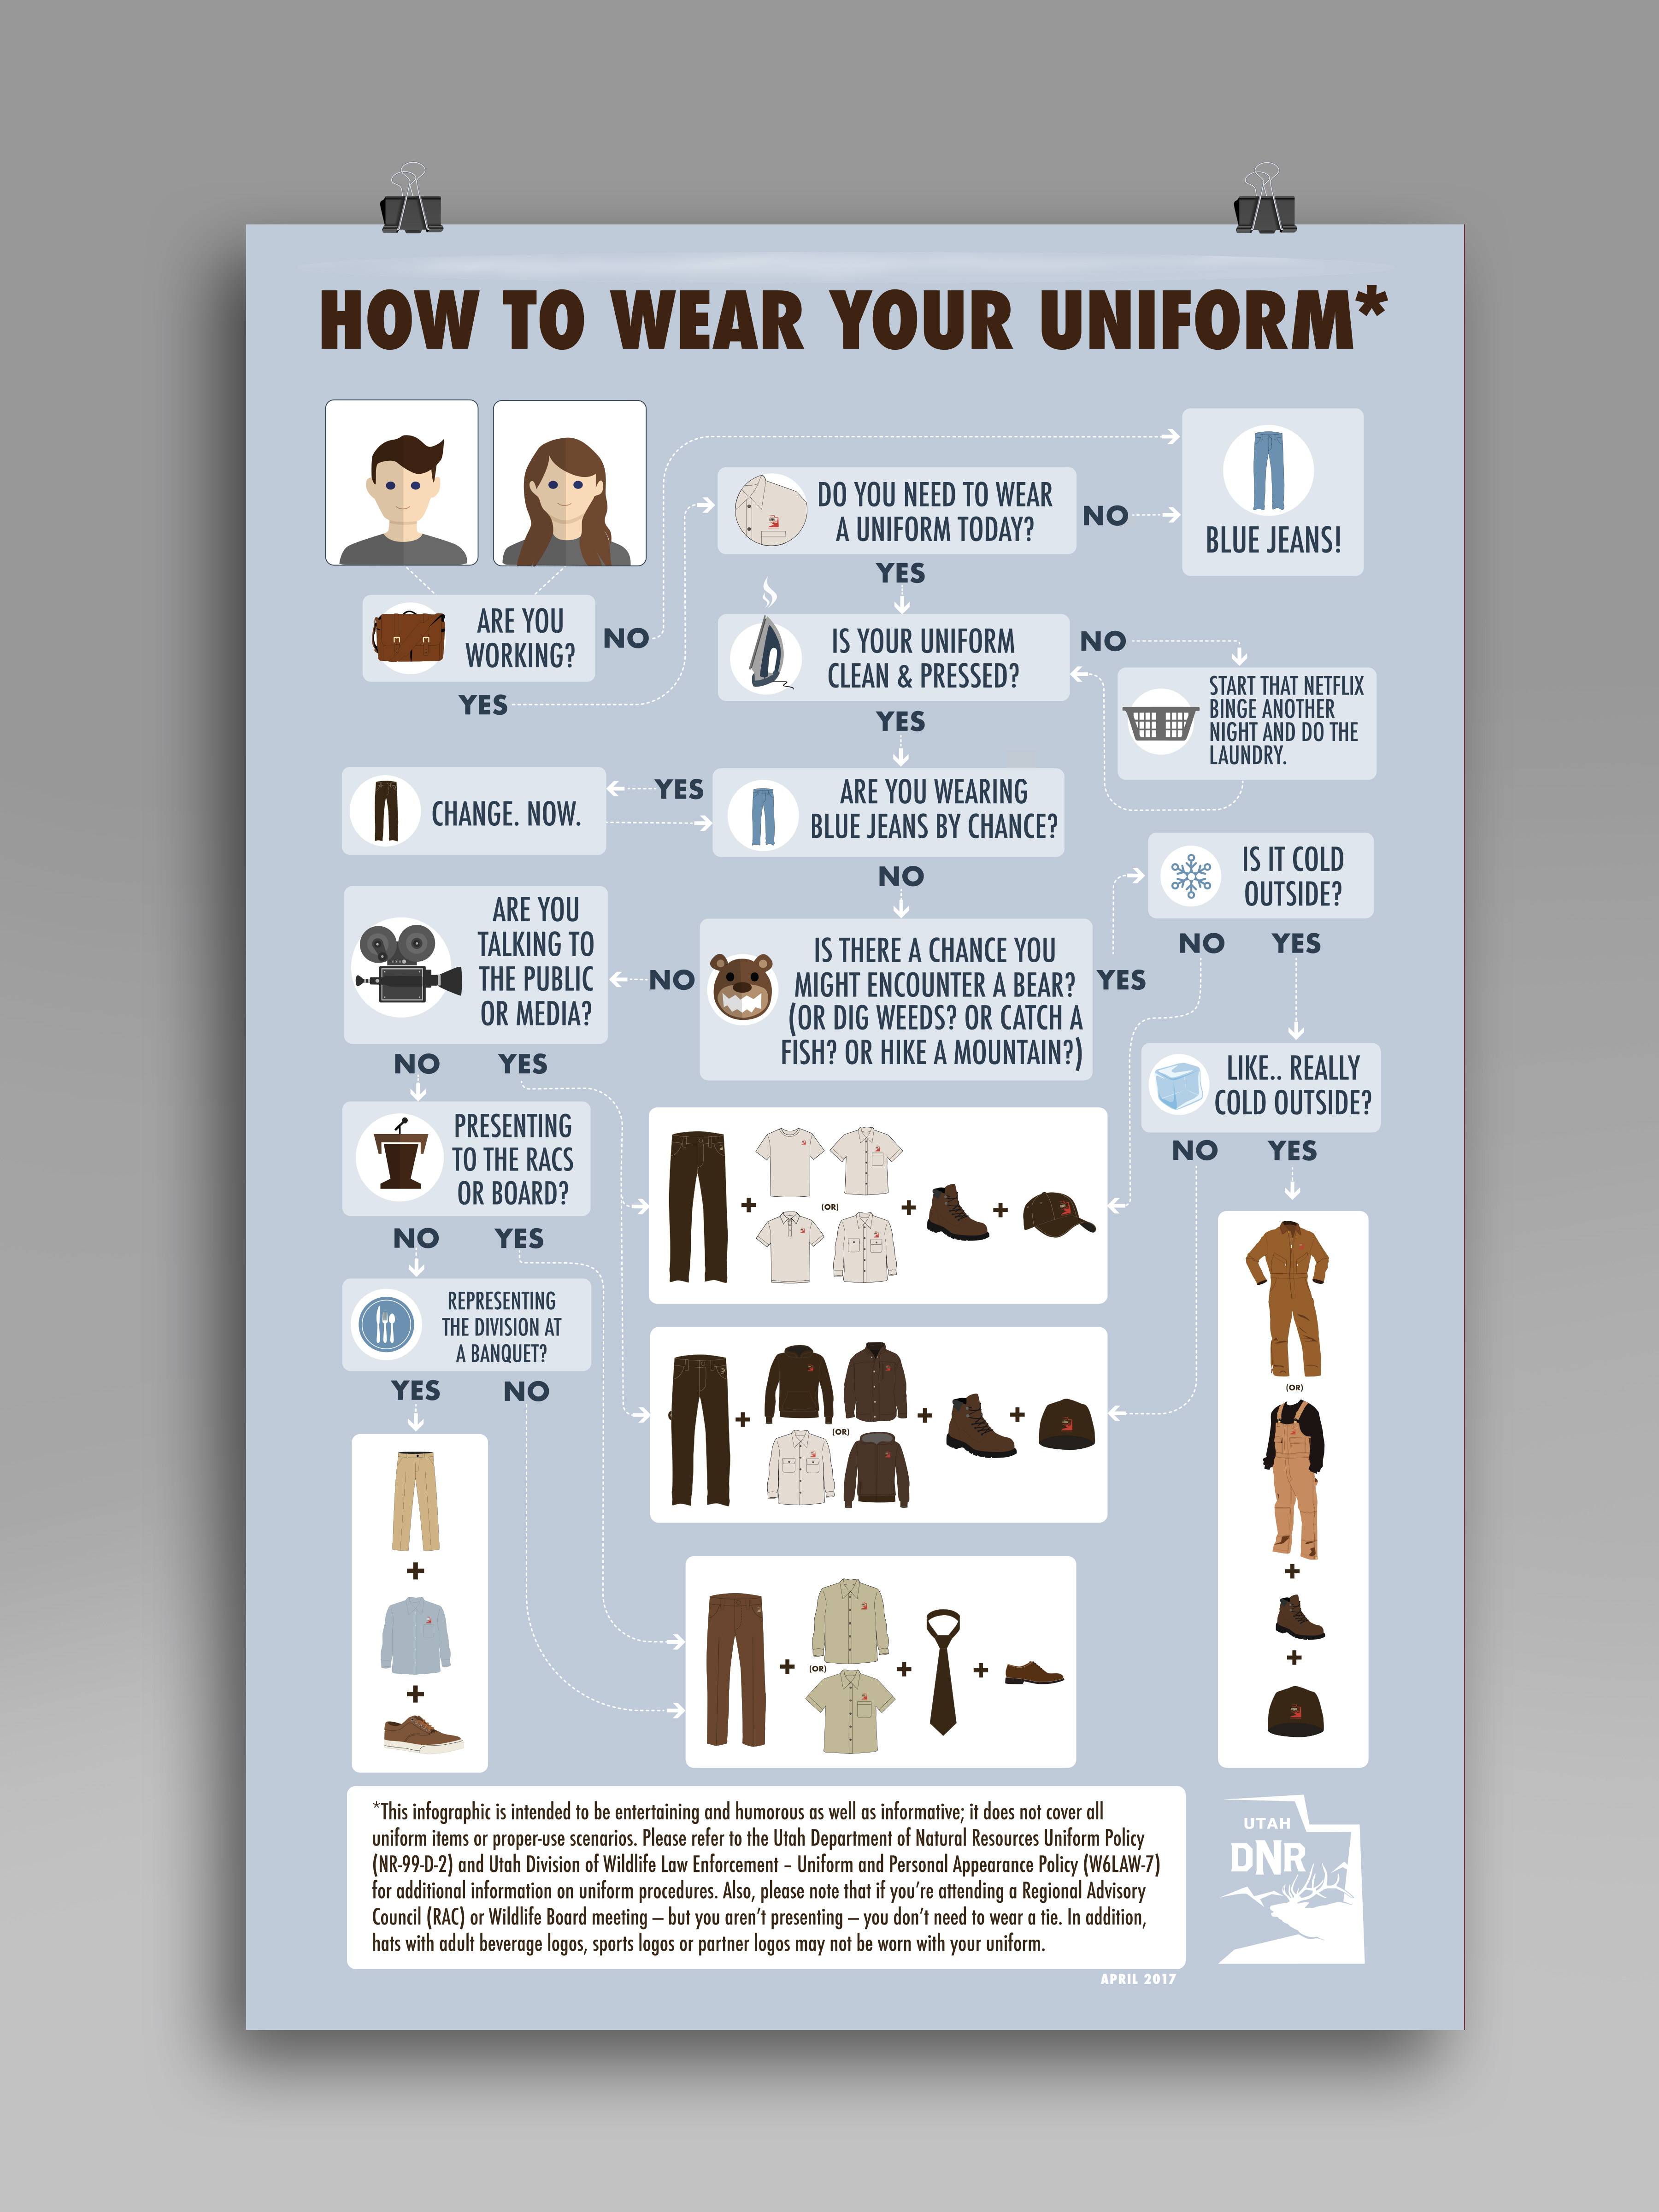 HOW TO WEAR YOUR UNIFORM*
BLUE JEANS!
DO YOU NEED TO WEAR
A UNIFORM TODAY?
NO
YES
ARE YOU
WORKING?
NO
YES
IS YOUR UNIFORM
CLEAN & PRESSED?
NO
YES
START THAT NETFLIX
BINGE ANOTHER
NIGHT AND DO THE
LAUNDRY.
CHANGE. NOW.
YES
ARE YOU WEARING
BLUE JEANS BY CHANCE?
NO
IS IT COLD
OUTSIDE?
NO YES
ARE YOU
TALKING TO
THE PUBLIC
OR MEDIA?
NO
IS THERE A CHANCE YOU
MIGHT ENCOUNTER A BEAR?
(OR DIG WEEDS? OR CATCH A
FISH? OR HIKE A MOUNTAIN?)
YES
NO YES
LIKE.. REALLY
COLD OUTSIDE?
NO YES
PRESENTING
TO THE RACS
OR BOARD?
NO YES
+ (OR) + +
REPRESENTING
THE DIVISION AT
A BANQUET?
YES NO
+ (OR) + +
(OR)
+
+
+
+
+ (OR) + +
*This infographic is intended to be entertaining and humorous as well as informative; it does not cover all
uniform items or proper-use scenarios. Please refer to the Utah Department of Natural Resources Uniform Policy
(NR-99-D-2) and Utah Division of Wildlife Law Enforcement – Uniform and Personal Appearance Policy (W6LAW-7)
for additional information on uniform procedures. Also, please note that if you're attending a Regional Advisory
Council (RAC) or Wildlife Board meeting – but you aren't presenting – you don't need to wear a tie. In addition,
hats with adult beverage logos, sports logos or partner logos may not be worn with your uniform.
UTAH
DNR
APRIL 2017